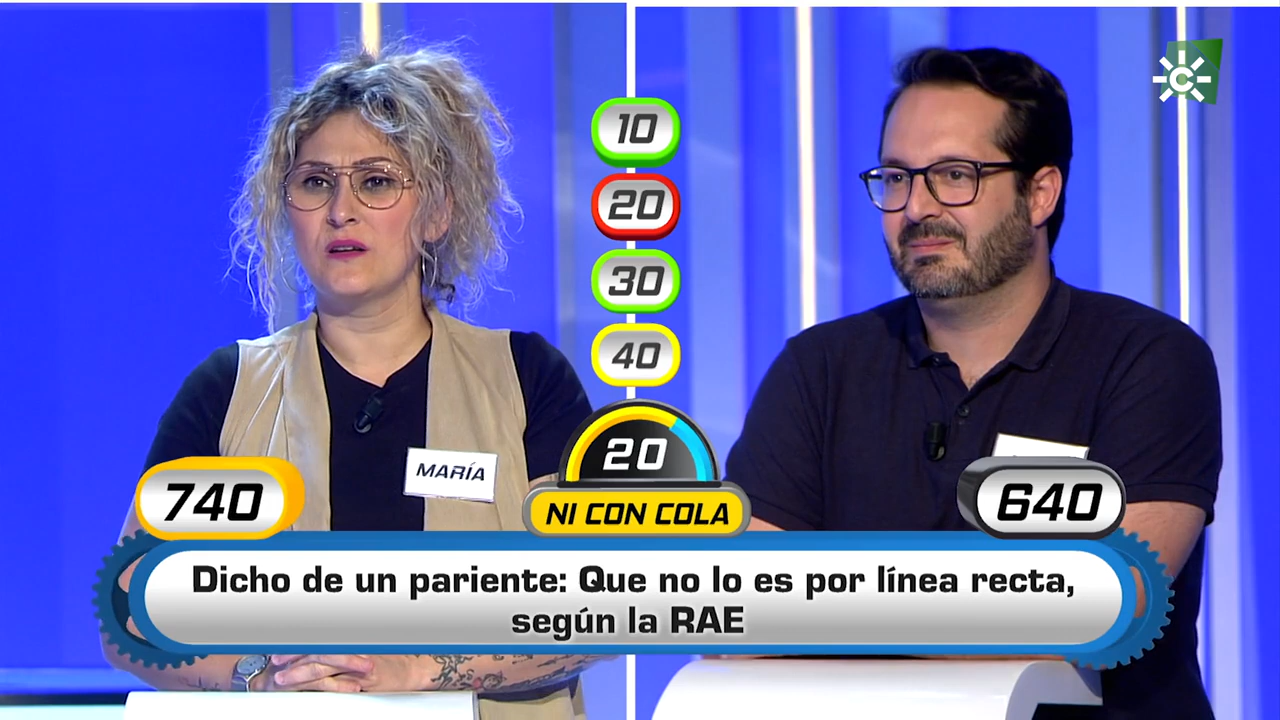 10
20
30
40
20
NI CON COLA
MARÍA
740
640
Dicho de un pariente: Que no lo es por línea recta,
según la RAE
C